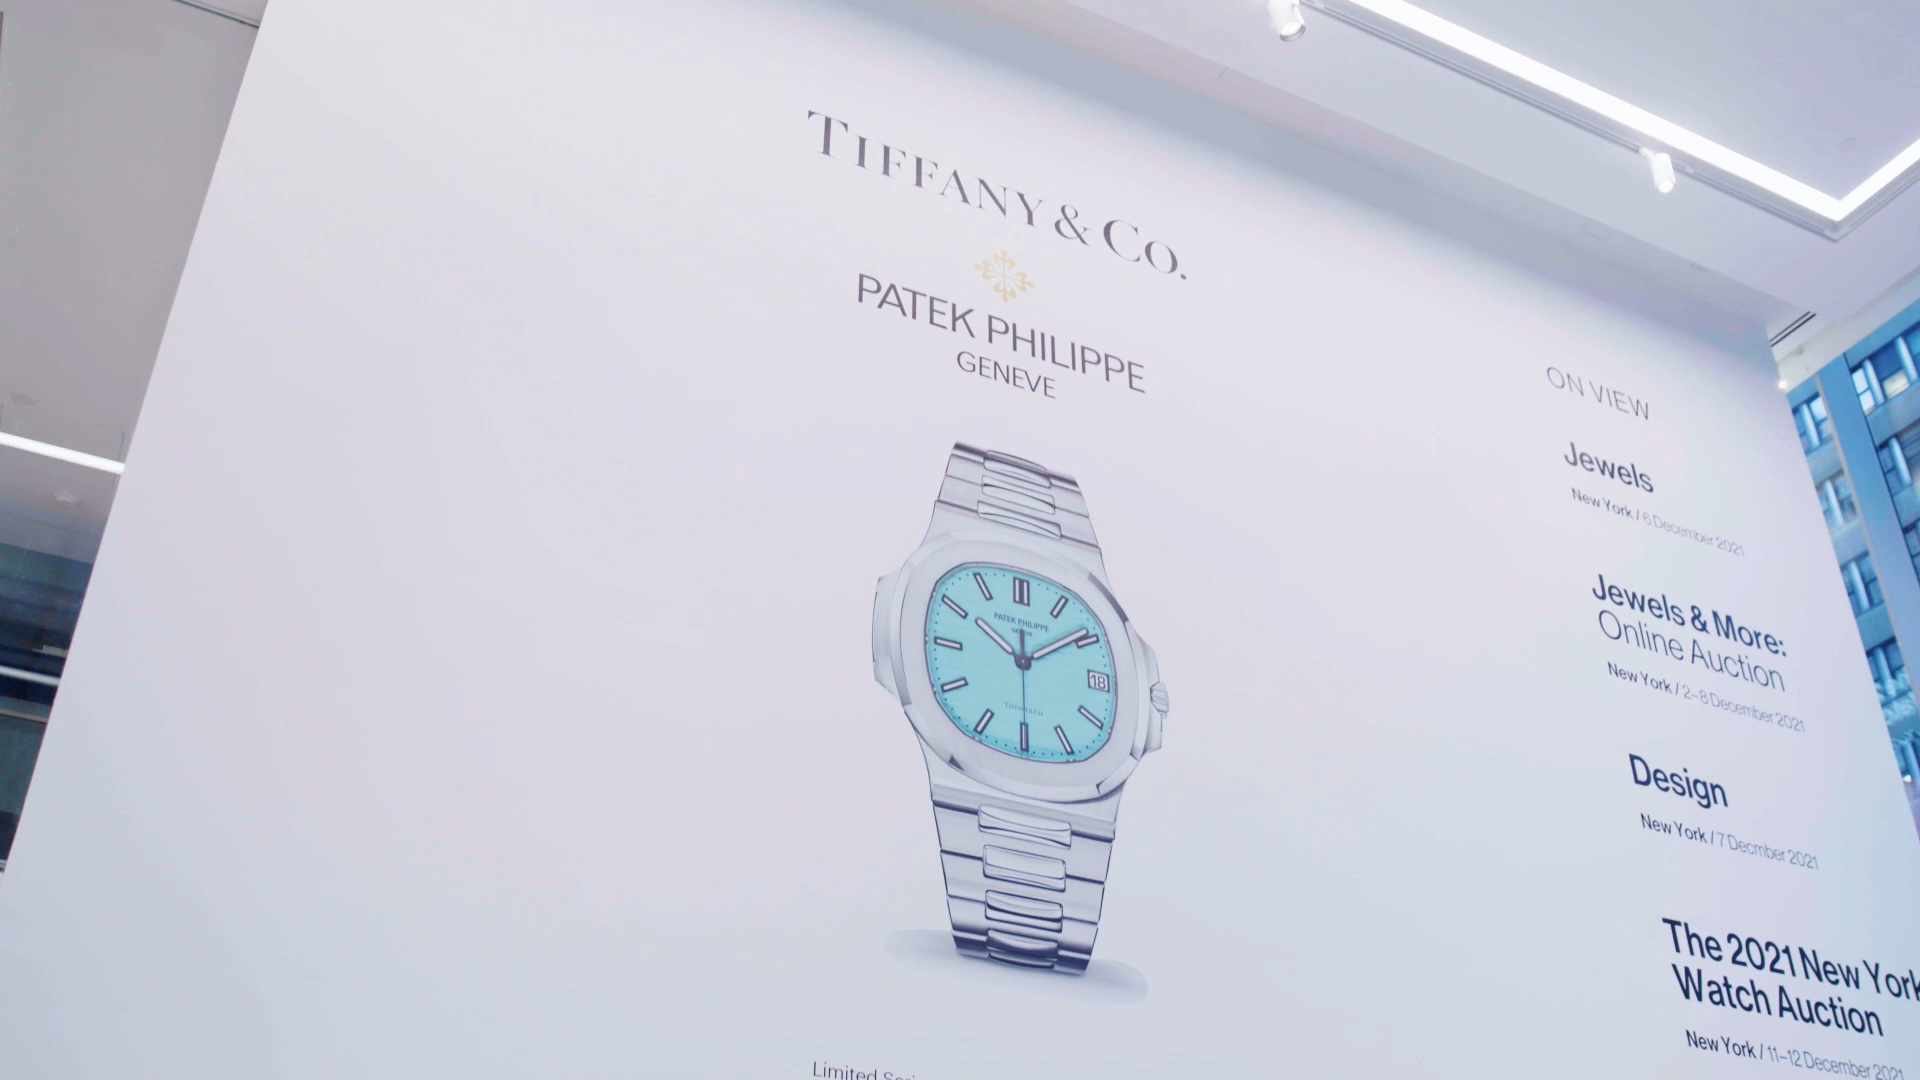 TIFFANY & CO.
PATEK PHILIPPE
GENEVE
PATEK PHILIPPE
GENEVE
18
TIFFANY & CO.
Limited
ON VIEW
Jewels
New York / 6 December 2021
Jewels & More:
Online Auction
New York / 2–8 December 2021
Design
New York / 7 Decmber 2021
The 2021 New York
Watch Auction
New York / 11–12 December 2021